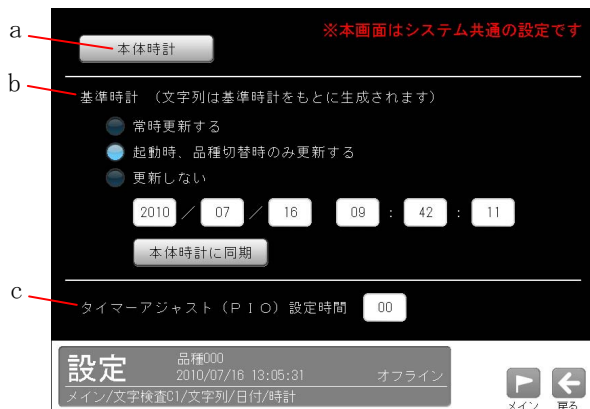 a
本体時計
※本画面はシステム共通の設定です
b
基準時計 （文字列は基準時計をもとに生成されます）
常時更新する
起動時、品種切替時のみ更新する
更新しない
2010 / 07 / 16 09 : 42 : 11
本体時計に同期
c
タイマーアジャスト（ＰＩＯ）設定時間 00
設定
品種000
2010/07/16 13:05:31 オフライン
メイン/文字検査C1/文字列/日付/時計
メイン 戻る